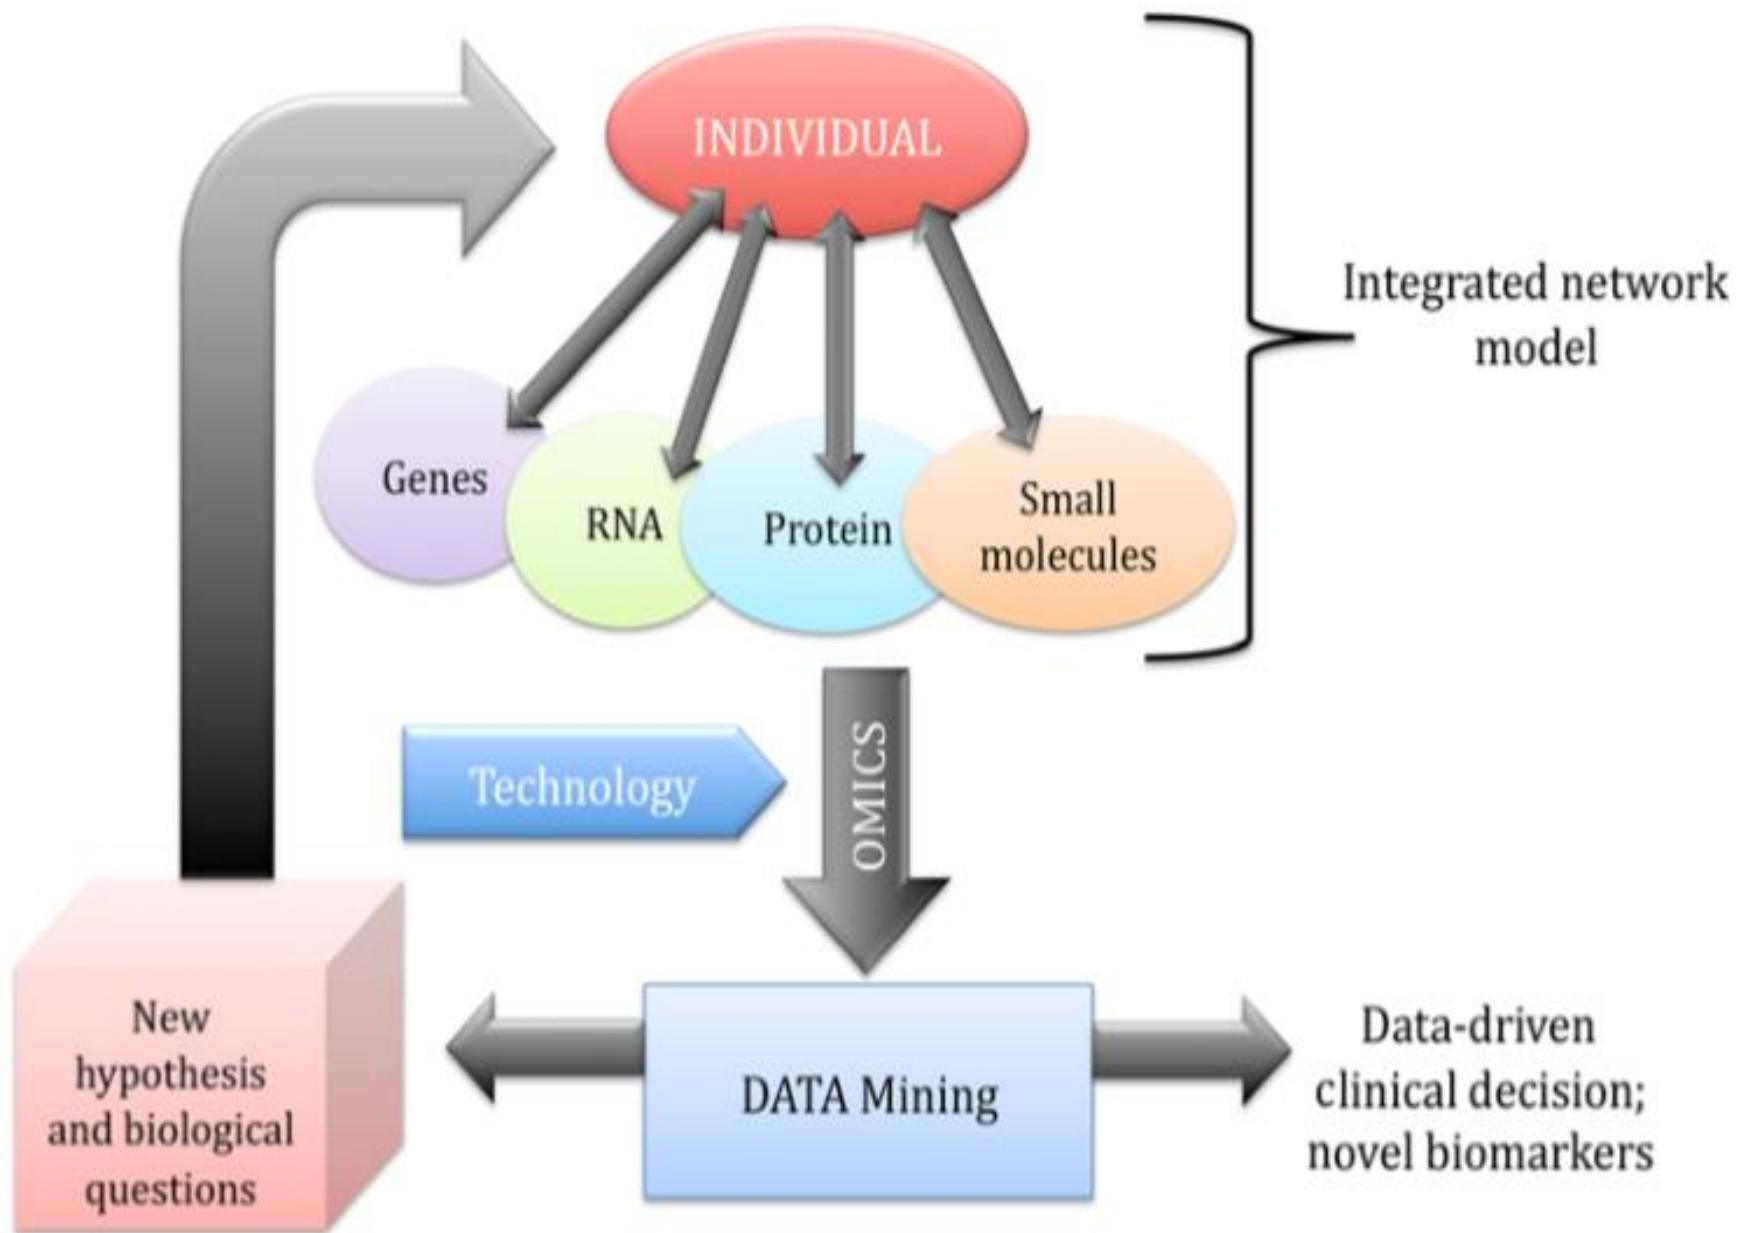 INDIVIDUAL
Integrated network
model
Genes
RNA
Protein
Small
molecules
Technology
OMICS
New
hypothesis
and biological
questions
DATA Mining
Data-driven
clinical decision;
novel biomarkers